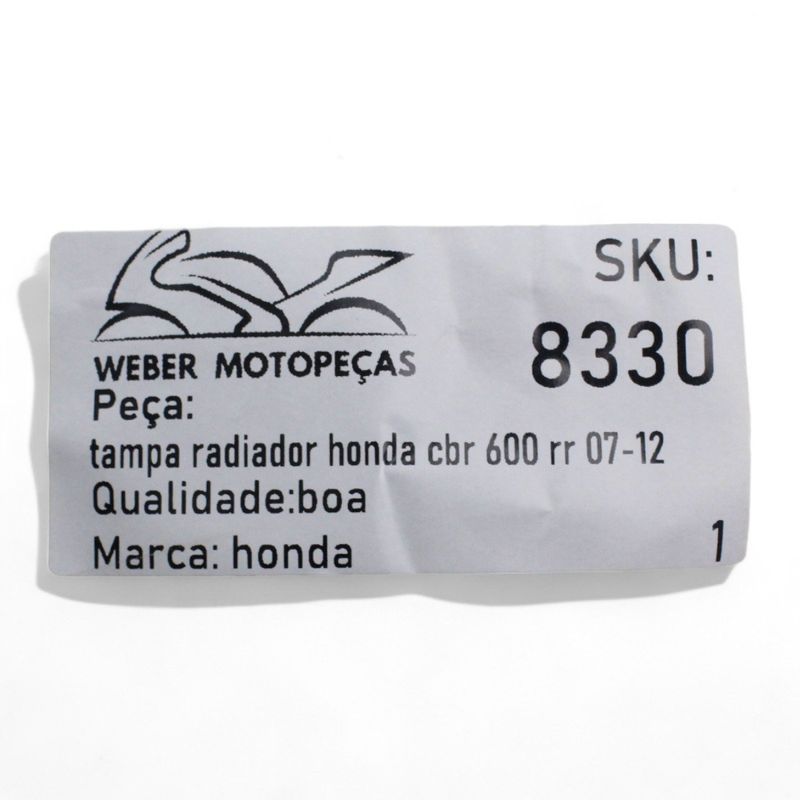 WEBER MOTOPEÇAS
SKU:
8330
Peça:
tampa radiador honda cbr 600 rr 07-12
Qualidade:boa
Marca: honda
1